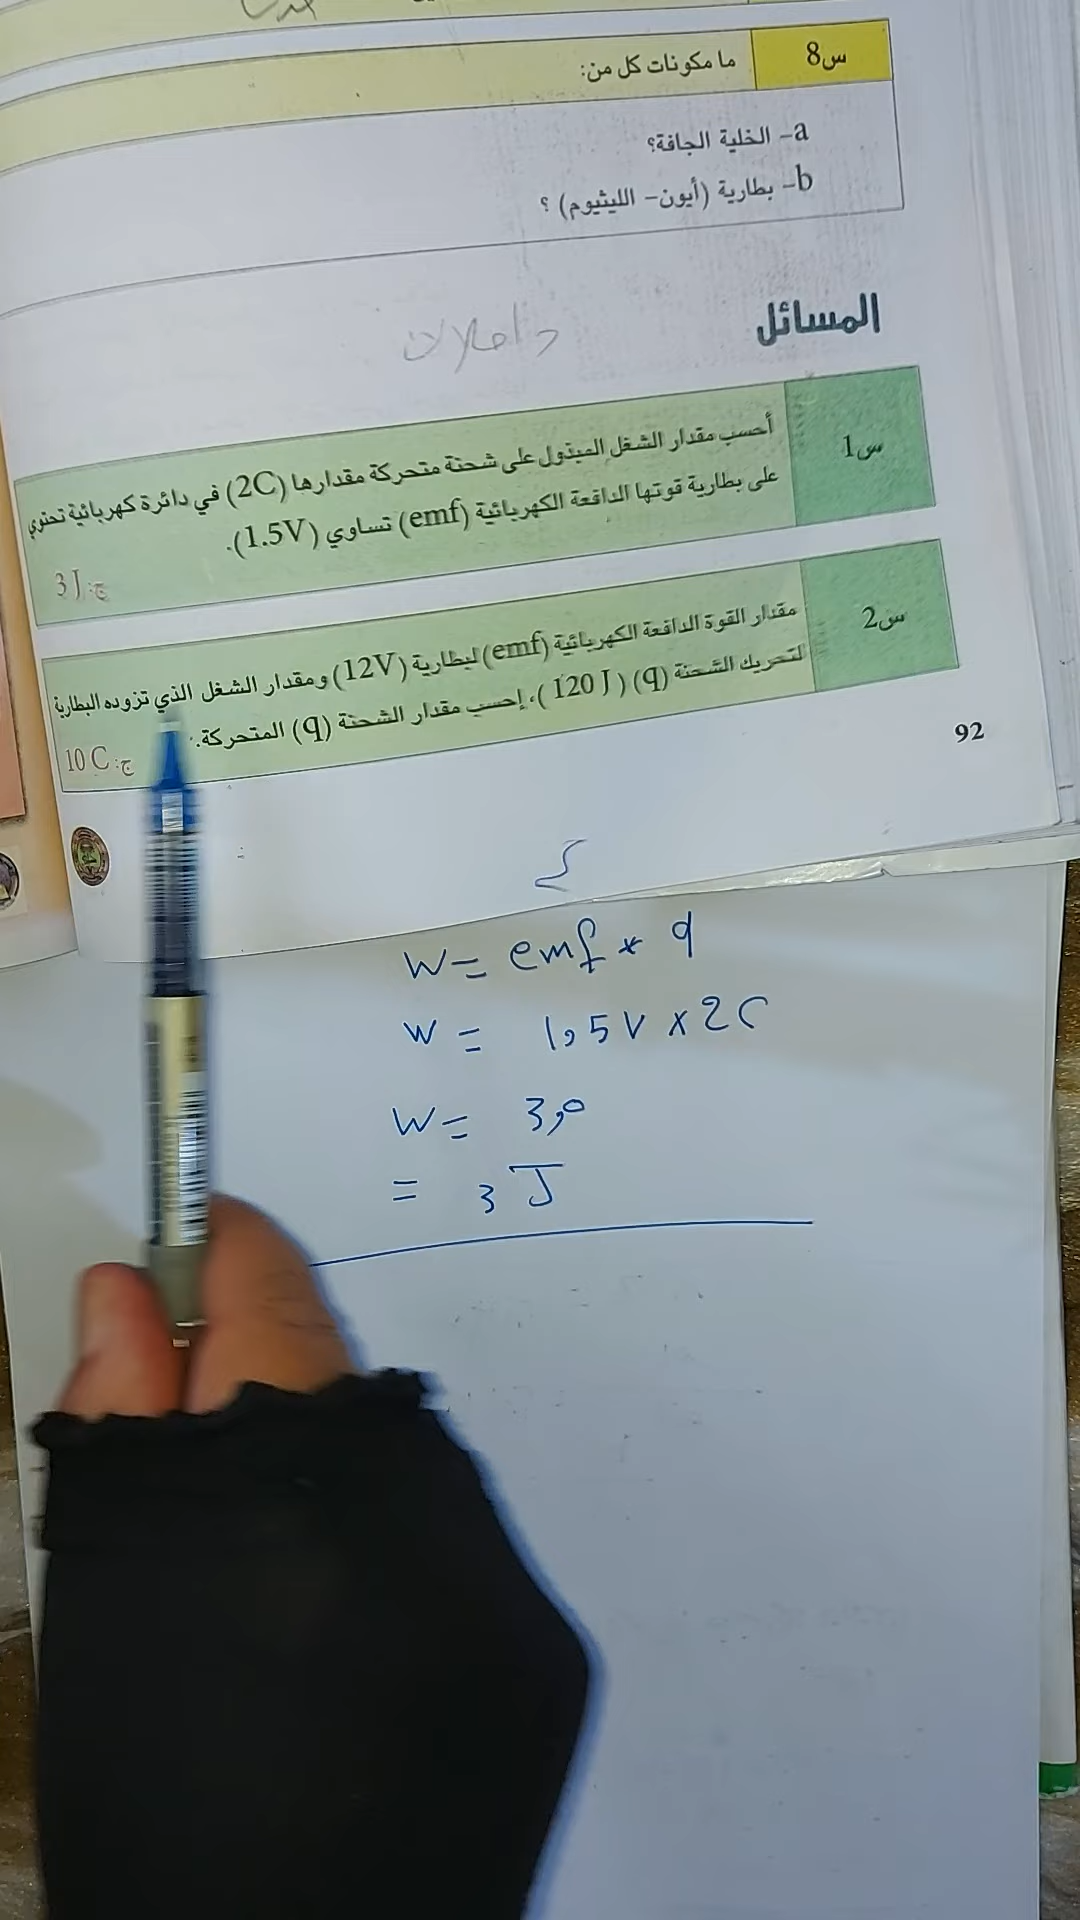 س8
ما مكونات كل من:
a- الخلية الجافة؟
b- بطارية (أيون- الليثيوم) ؟
المسائل
س1
أحسب مقدار الشغل المبذول على شحنة متحركة مقدارها (2C) في دائرة كهربائية تحتوي
على بطارية قوتها الدافعة الكهربائية (emf) تساوي (1.5V).
ج: 3 J
س2
مقدار القوة الدافعة الكهربائية (emf) لبطارية (12V) ومقدار الشغل الذي تزوده البطارية
لتحريك الشحنة (q) (120 J)، إحسب مقدار الشحنة (q) المتحركة.
ج: 10 C
92
W = emf * q
W = 1,5V x 2C
W = 3,0
= 3 J